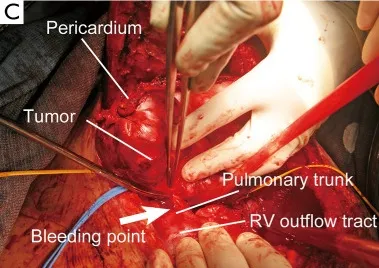 C
Pericardium
Tumor
Pulmonary trunk
RV outflow tract
Bleeding point